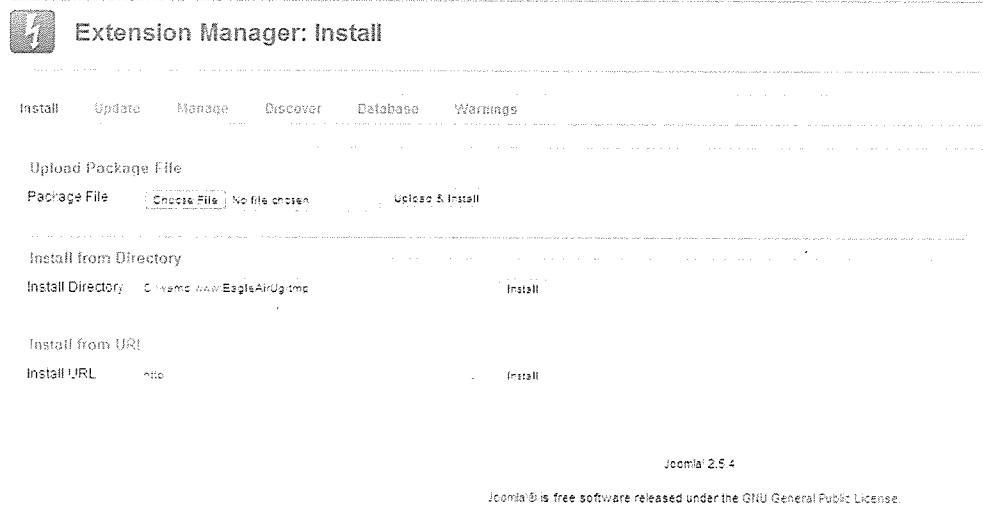 Extension Manager: Install
Install Update Manage Discover Database Warnings
Upload Package File
Package File Choose File No file chosen Upload & Install
Install from Directory
Install Directory EagleAirUg\tmp Install
Install from URL
Install URL http Install
Joomla! 2.5.4
Joomla!® is free software released under the GNU General Public License.